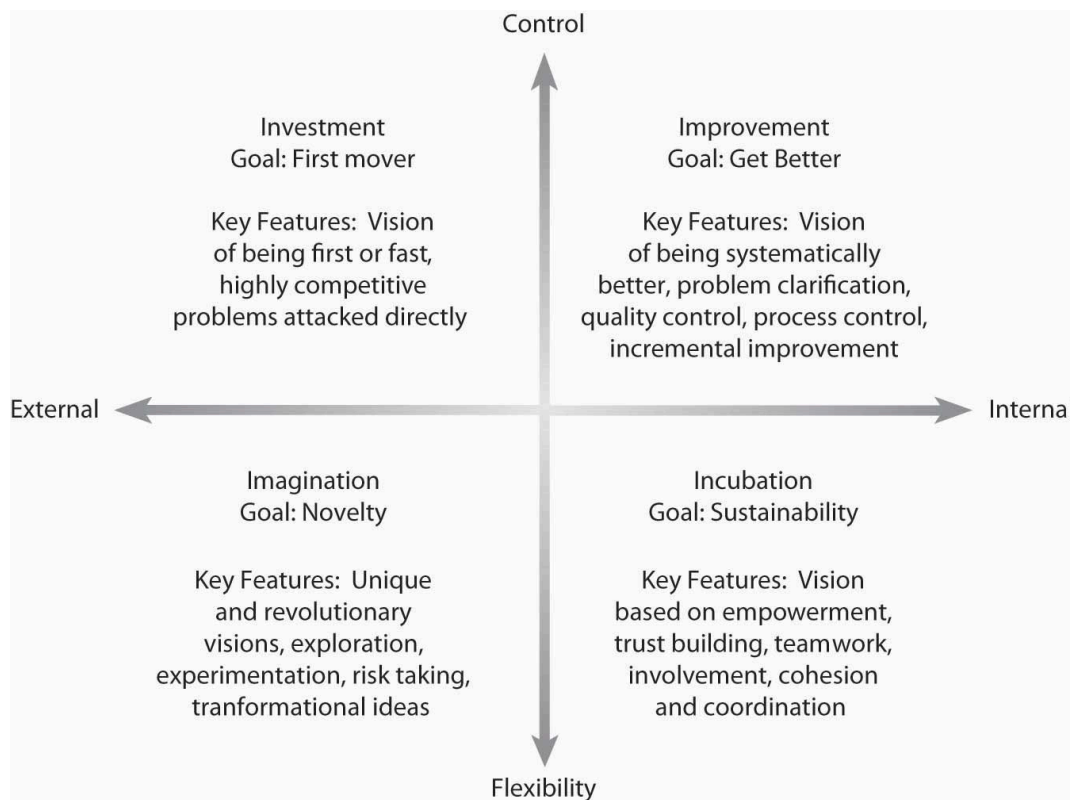 Control
Investment
Goal: First mover
Key Features: Vision
of being first or fast,
highly competitive
problems attacked directly
Improvement
Goal: Get Better
Key Features: Vision
of being systematically
better, problem clarification,
quality control, process control,
incremental improvement
External
Interna
Imagination
Goal: Novelty
Key Features: Unique
and revolutionary
visions, exploration,
experimentation, risk taking,
tranformational ideas
Incubation
Goal: Sustainability
Key Features: Vision
based on empowerment,
trust building, teamwork,
involvement, cohesion
and coordination
Flexibility